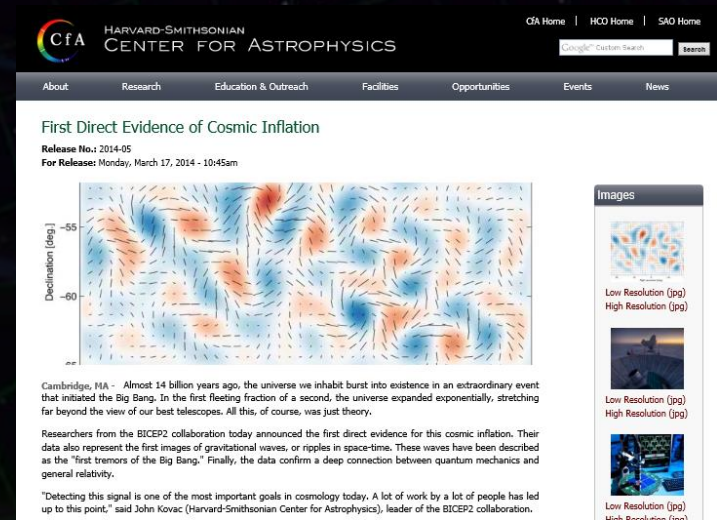 CfA Home | HCO Home | SAO Home
CfA
HARVARD-SMITHSONIAN
CENTER FOR ASTROPHYSICS
Google™ Custom Search
Search
About Research Education & Outreach Facilities Opportunities Events News
First Direct Evidence of Cosmic Inflation
Release No.: 2014-05
For Release: Monday, March 17, 2014 - 10:45am
Declination [deg.]
−55
−60
Images
Low Resolution (jpg)
High Resolution (jpg)
Low Resolution (jpg)
High Resolution (jpg)
Low Resolution (jpg)
High Resolution (jpg)
Cambridge, MA - Almost 14 billion years ago, the universe we inhabit burst into existence in an extraordinary event
that initiated the Big Bang. In the first fleeting fraction of a second, the universe expanded exponentially, stretching
far beyond the view of our best telescopes. All this, of course, was just theory.
Researchers from the BICEP2 collaboration today announced the first direct evidence for this cosmic inflation. Their
data also represent the first images of gravitational waves, or ripples in space-time. These waves have been described
as the "first tremors of the Big Bang." Finally, the data confirm a deep connection between quantum mechanics and
general relativity.
"Detecting this signal is one of the most important goals in cosmology today. A lot of work by a lot of people has led
up to this point," said John Kovac (Harvard-Smithsonian Center for Astrophysics), leader of the BICEP2 collaboration.